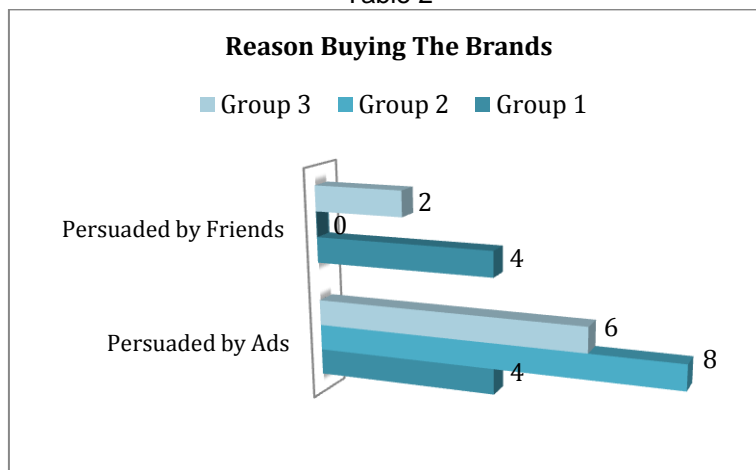 Table 2
Reason Buying The Brands
Group 3 Group 2 Group 1
2
Persuaded by Friends 0
4
6
Persuaded by Ads 8
4